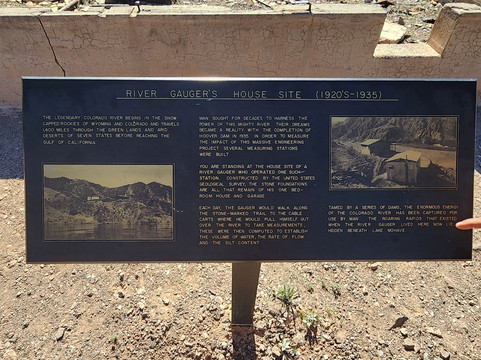 RIVER GAUGER'S HOUSE SITE (1920'S-1935)
THE LEGENDARY COLORADO RIVER BEGINS IN THE SNOW
CAPPED ROCKIES OF WYOMING AND COLORADO AND TRAVELS
1400 MILES THROUGH THE GREEN LANDS AND ARID
DESERTS OF SEVEN STATES BEFORE REACHING THE
GULF OF CALIFORNIA.
MAN SOUGHT FOR DECADES TO HARNESS THE
POWER OF THIS MIGHTY RIVER. THEIR DREAMS
BECAME A REALITY WITH THE COMPLETION OF
HOOVER DAM IN 1935. IN ORDER TO MEASURE
THE IMPACT OF THIS MASSIVE ENGINEERING
PROJECT, SEVERAL MEASURING STATIONS
WERE BUILT.
YOU ARE STANDING AT THE HOUSE SITE OF A
RIVER GAUGER WHO OPERATED ONE SUCH
STATION. CONSTRUCTED BY THE UNITED STATES
GEOLOGICAL SURVEY, THE STONE FOUNDATIONS
ARE ALL THAT REMAIN OF HIS ONE BED-
ROOM HOUSE AND GARAGE.
EACH DAY, THE GAUGER WOULD WALK ALONG
THE STONE-MARKED TRAIL TO THE CABLE
CARTS WHERE HE WOULD PULL HIMSELF OUT
OVER THE RIVER TO TAKE MEASUREMENTS.
THESE WERE THEN COMPUTED TO ESTABLISH
THE VOLUME OF WATER, THE RATE OF FLOW
AND THE SILT CONTENT.
TAMED BY A SERIES OF DAMS, THE ENORMOUS
OF THE COLORADO RIVER HAS BEEN CAPTURED FOR
USE BY MAN. THE ROARING RAPIDS THAT EXISTED
WHEN THE RIVER GAUGER LIVED HERE NOW
HIDDEN BENEATH LAKE MOHAVE.